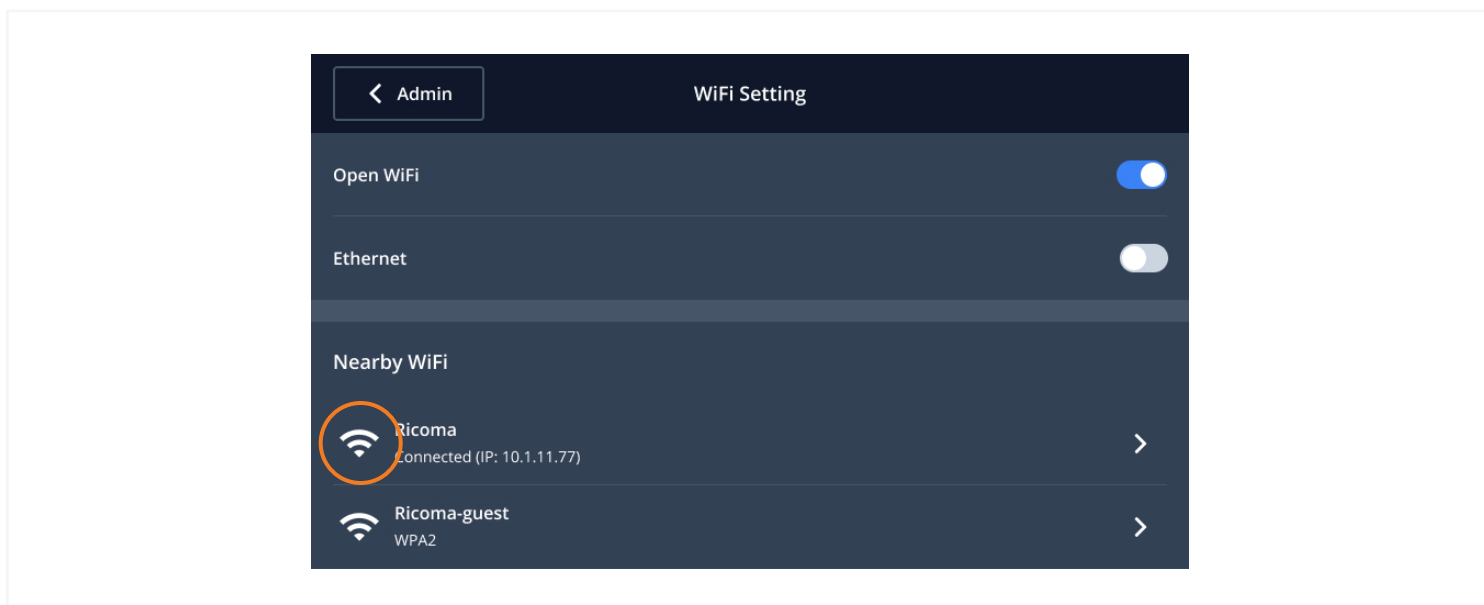 Admin
WiFi Setting
Open WiFi
Ethernet
Nearby WiFi
Ricoma
Connected (IP: 10.1.11.77)
Ricoma-guest
WPA2